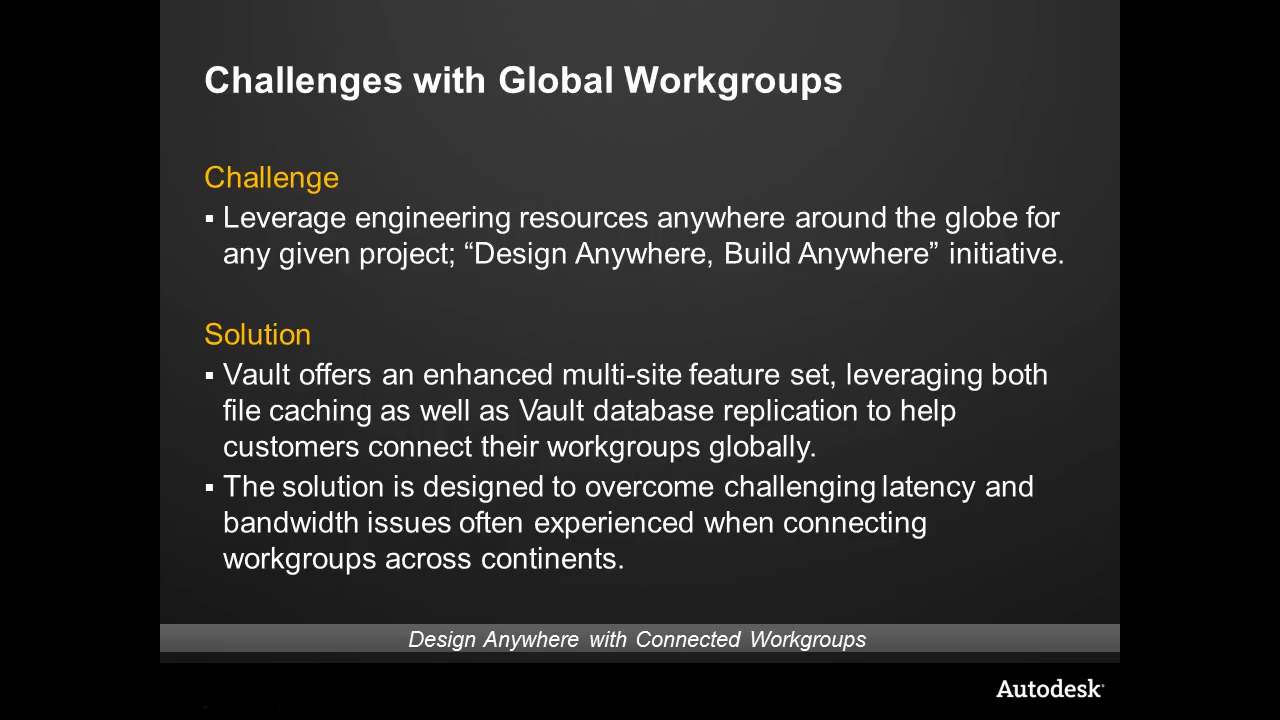 Challenges with Global Workgroups
Challenge
▪ Leverage engineering resources anywhere around the globe for
any given project; “Design Anywhere, Build Anywhere” initiative.
Solution
▪ Vault offers an enhanced multi-site feature set, leveraging both
file caching as well as Vault database replication to help
customers connect their workgroups globally.
▪ The solution is designed to overcome challenging latency and
bandwidth issues often experienced when connecting
workgroups across continents.
Design Anywhere with Connected Workgroups
Autodesk